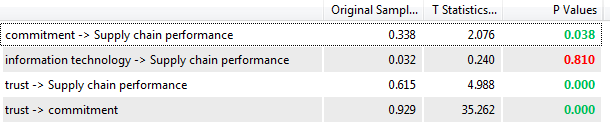 Original Sampl... T Statistics... P Values
commitment -> Supply chain performance 0.338 2.076 0.038
information technology -> Supply chain performance 0.032 0.240 0.810
trust -> Supply chain performance 0.615 4.988 0.000
trust -> commitment 0.929 35.262 0.000